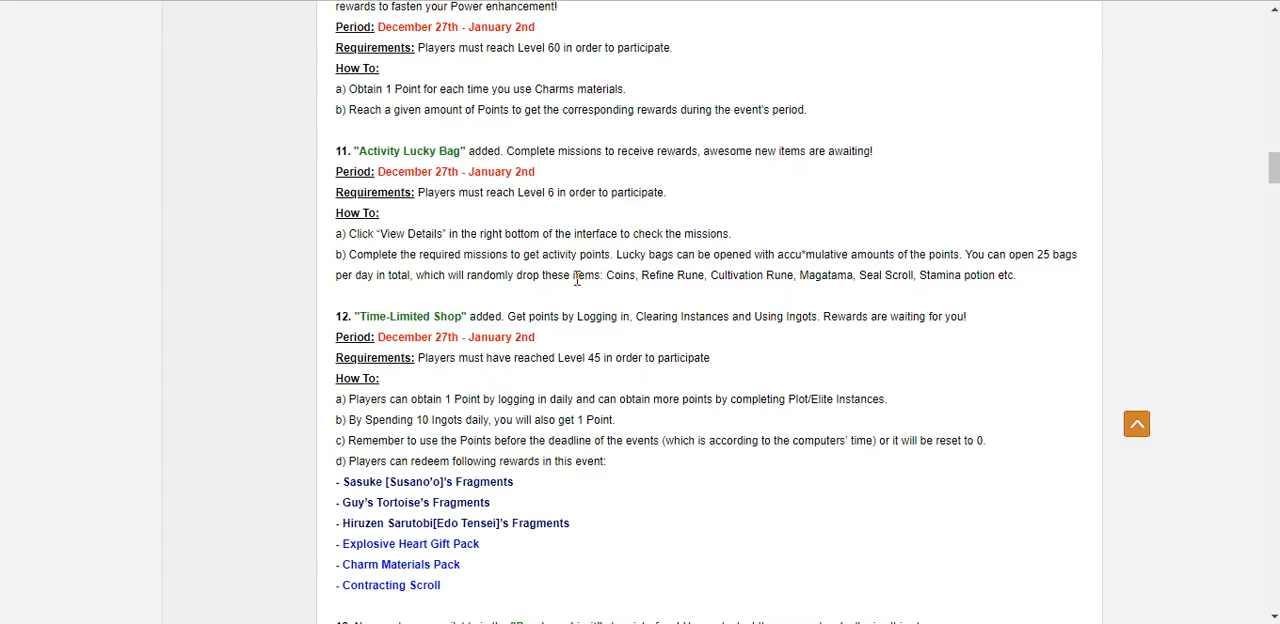 rewards to fasten your Power enhancement!
Period: December 27th - January 2nd
Requirements: Players must reach Level 60 in order to participate.
How To:
a) Obtain 1 Point for each time you use Charms materials.
b) Reach a given amount of Points to get the corresponding rewards during the event's period.
11. "Activity Lucky Bag" added. Complete missions to receive rewards, awesome new items are awaiting!
Period: December 27th - January 2nd
Requirements: Players must reach Level 6 in order to participate.
How To:
a) Click “View Details” in the right bottom of the interface to check the missions.
b) Complete the required missions to get activity points. Lucky bags can be opened with accu*mulative amounts of the points. You can open 25 bags
per day in total, which will randomly drop these items: Coins, Refine Rune, Cultivation Rune, Magatama, Seal Scroll, Stamina potion etc.
12. "Time-Limited Shop" added. Get points by Logging in, Clearing Instances and Using Ingots. Rewards are waiting for you!
Period: December 27th - January 2nd
Requirements: Players must have reached Level 45 in order to participate
How To:
a) Players can obtain 1 Point by logging in daily and can obtain more points by completing Plot/Elite Instances.
b) By Spending 10 Ingots daily, you will also get 1 Point.
c) Remember to use the Points before the deadline of the events (which is according to the computers’ time) or it will be reset to 0.
d) Players can redeem following rewards in this event:
- Sasuke [Susano'o]'s Fragments
- Guy’s Tortoise’s Fragments
- Hiruzen Sarutobi[Edo Tensei]’s Fragments
- Explosive Heart Gift Pack
- Charm Materials Pack
- Contracting Scroll